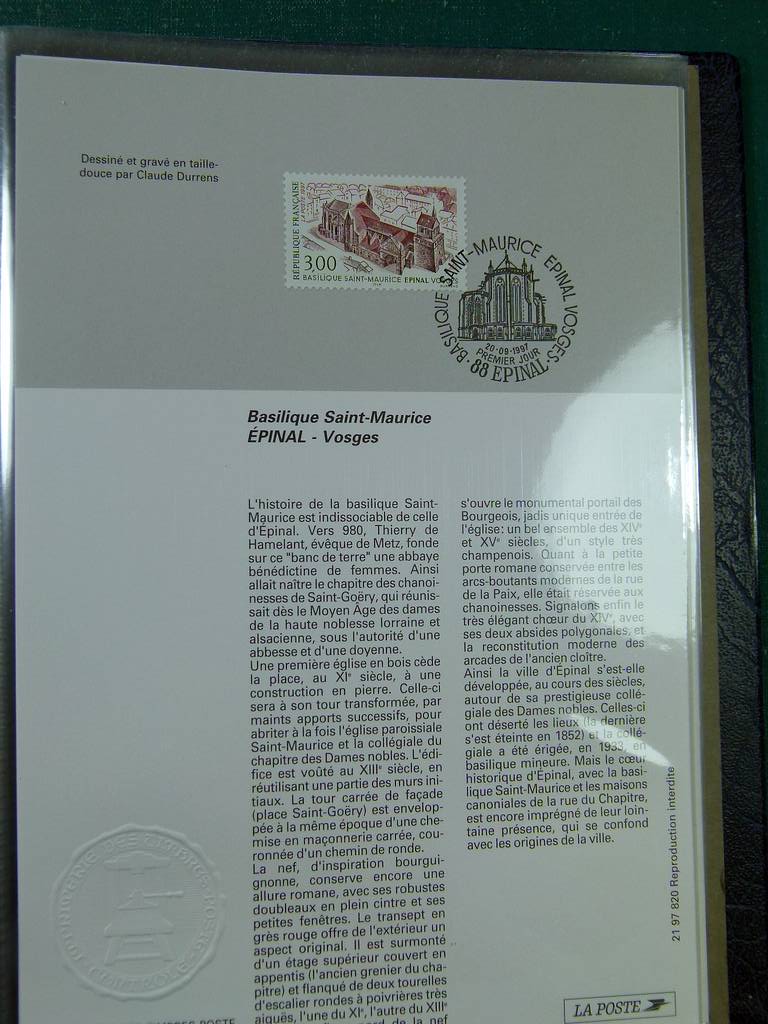 Dessiné et gravé en taille-
douce par Claude Durrens
RÉPUBLIQUE FRANÇAISE
LA POSTE 1997
3,00
BASILIQUE SAINT-MAURICE EPINAL
BASILIQUE SAINT-MAURICE EPINAL VOSGES
20-09-1997
PREMIER JOUR
88 EPINAL
Basilique Saint-Maurice
ÉPINAL - Vosges
L'histoire de la basilique Saint-
Maurice est indissociable de celle
d'Épinal. Vers 980, Thierry de
Hamelant, évêque de Metz, fonde
sur ce "banc de terre" une abbaye
bénédictine de femmes. Ainsi
allait naître le chapitre des chanoi-
nesses de Saint-Goëry, qui réunis-
sait dès le Moyen Âge des dames
de la haute noblesse lorraine et
alsacienne, sous l'autorité d'une
abbesse et d'une doyenne.
Une première église en bois cède
la place, au XIe siècle, à une
construction en pierre. Celle-ci
sera à son tour transformée, par
maints apports successifs, pour
abriter à la fois l'église paroissiale
Saint-Maurice et la collégiale du
chapitre des Dames nobles. L'édi-
fice est voûté au XIIIe siècle, en
réutilisant une partie des murs ini-
tiaux. La tour carrée de façade
(place Saint-Goëry) est envelop-
pée à la même époque d'une che-
mise en maçonnerie carrée, cou-
ronnée d'un chemin de ronde.
La nef, d'inspiration bourgui-
gnonne, conserve encore une
allure romane, avec ses robustes
doubleaux en plein cintre et ses
petites fenêtres. Le transept en
grès rouge offre de l'extérieur un
aspect original. Il est surmonté
d'un étage supérieur couvert en
appentis (l'ancien grenier du cha-
pitre) et flanqué de deux tourelles
d'escalier rondes à poivrières très
aiguës, l'une du XIe, l'autre du XIIIe
de la nef
s'ouvre le monumental portail des
Bourgeois, jadis unique entrée de
l'église : un bel ensemble des XIVe
et XVe siècles, d'un style très
champenois. Quant à la petite
porte romane conservée entre les
arcs-boutants modernes de la rue
de la Paix, elle était réservée aux
chanoinesses. Signalons enfin le
très élégant chœur du XIVe, avec
ses deux absides polygonales, et
la reconstitution moderne des
arcades de l'ancien cloître.
Ainsi la ville d'Épinal s'est-elle
développée, au cours des siècles,
autour de sa prestigieuse collé-
giale des Dames nobles. Celles-ci
ont déserté les lieux (la dernière
s'est éteinte en 1852) et la collé-
giale a été érigée, en 1933, en
basilique mineure. Mais le cœur
historique d'Épinal, avec la basi-
lique Saint-Maurice et les maisons
canoniales de la rue du Chapitre,
est encore imprégné de leur loin-
taine présence, qui se confond
avec les origines de la ville.
21 97 820 Reproduction interdite
LA POSTE